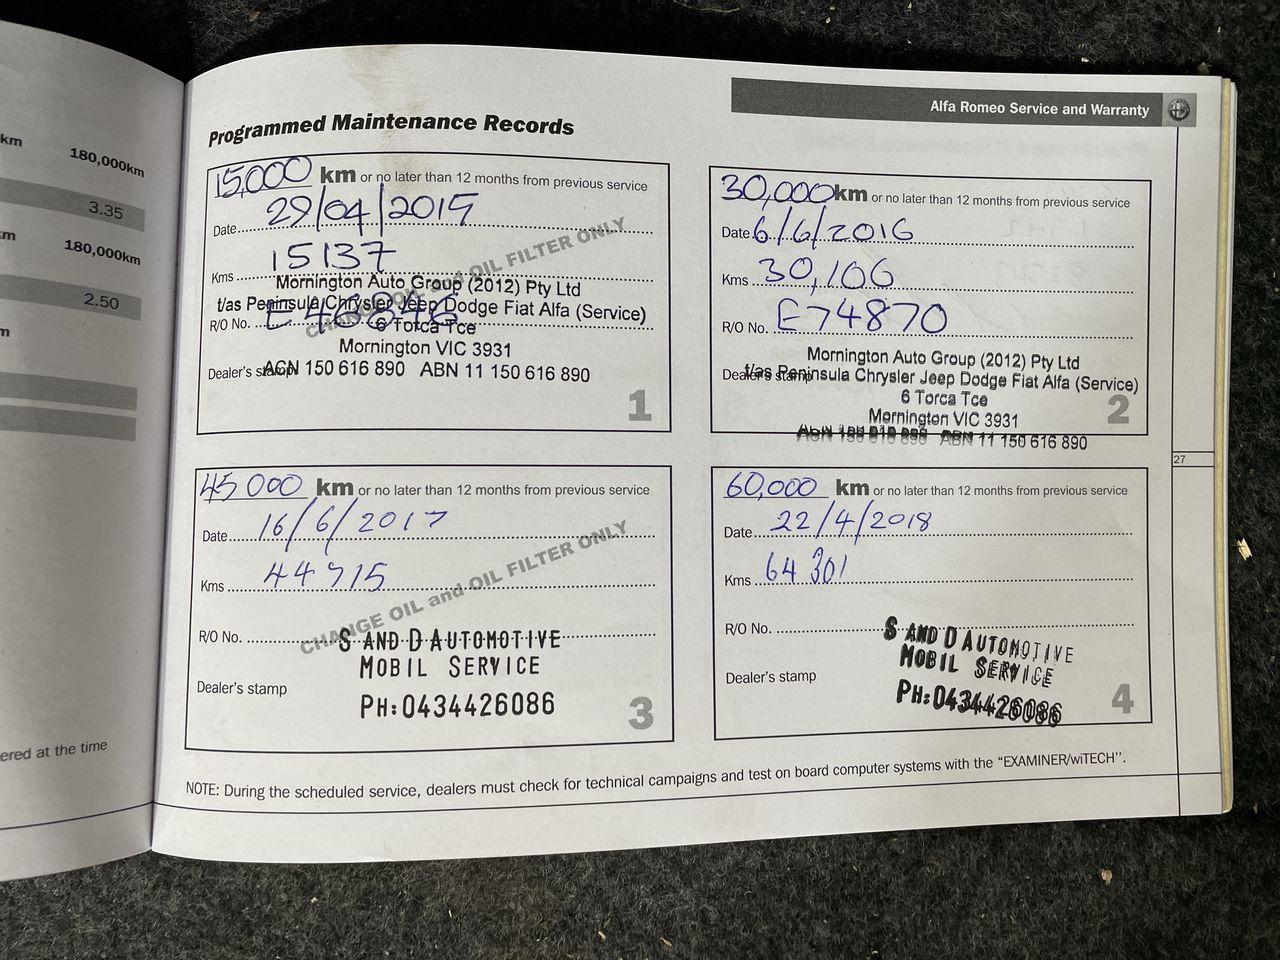 km 180,000km
3.35
km 180,000km
2.50
m
ered at the time
Alfa Romeo Service and Warranty
Programmed Maintenance Records
15,000 km or no later than 12 months from previous service
Date 29/04/2015
Kms 15137
CHANGE OIL and OIL FILTER ONLY
R/O No. E46846
Dealer's stamp
Mornington Auto Group (2012) Pty Ltd
t/as Peninsula Chrysler Jeep Dodge Fiat Alfa (Service)
6 Torca Tce
Mornington VIC 3931
ACN 150 616 890 ABN 11 150 616 890
1
30,000 km or no later than 12 months from previous service
Date 6/6/2016
Kms 30,106
R/O No. E74870
Dealer's stamp
Mornington Auto Group (2012) Pty Ltd
t/as Peninsula Chrysler Jeep Dodge Fiat Alfa (Service)
6 Torca Tce
Mornington VIC 3931
ABN 11 150 616 890
2
27
45000 km or no later than 12 months from previous service
Date 16/6/2017
Kms 44715
CHANGE OIL and OIL FILTER ONLY
R/O No.
Dealer's stamp
S AND D AUTOMOTIVE
MOBIL SERVICE
PH:0434426086
3
60,000 km or no later than 12 months from previous service
Date 22/4/2018
Kms 64301
R/O No.
Dealer's stamp
S AND D AUTOMOTIVE
MOBIL SERVICE
PH:0434426086
4
NOTE: During the scheduled service, dealers must check for technical campaigns and test on board computer systems with the "EXAMINER/wiTECH".